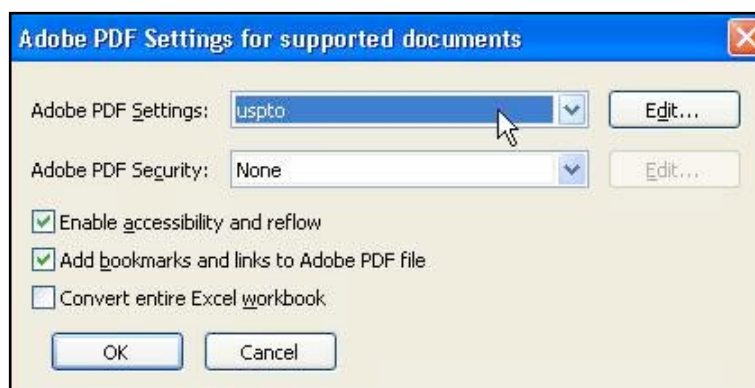 Adobe PDF Settings for supported documents
Adobe PDF Settings: uspto Edit...
Adobe PDF Security: None Edit...
Enable accessibility and reflow
Add bookmarks and links to Adobe PDF file
Convert entire Excel workbook
OK Cancel